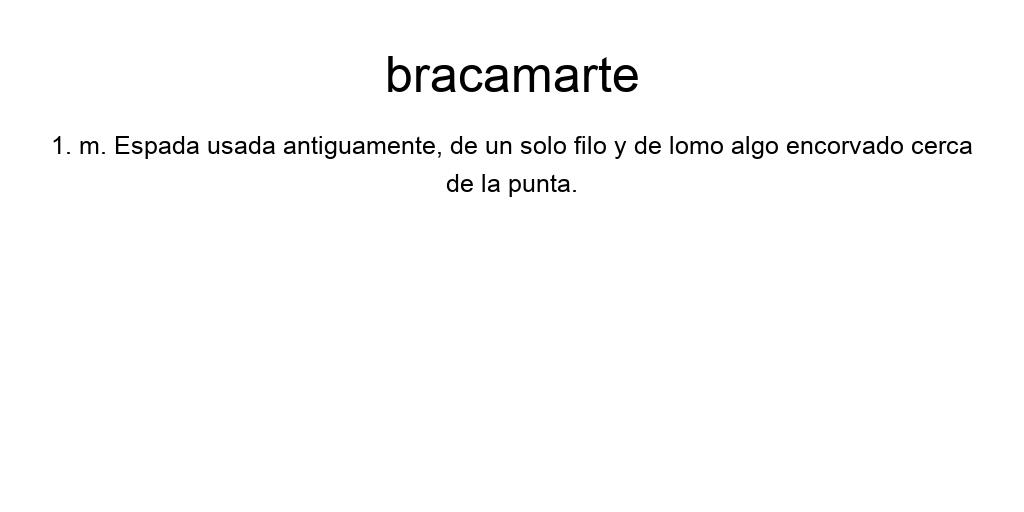 bracamarte
1. m. Espada usada antiguamente, de un solo filo y de lomo algo encorvado cerca
de la punta.